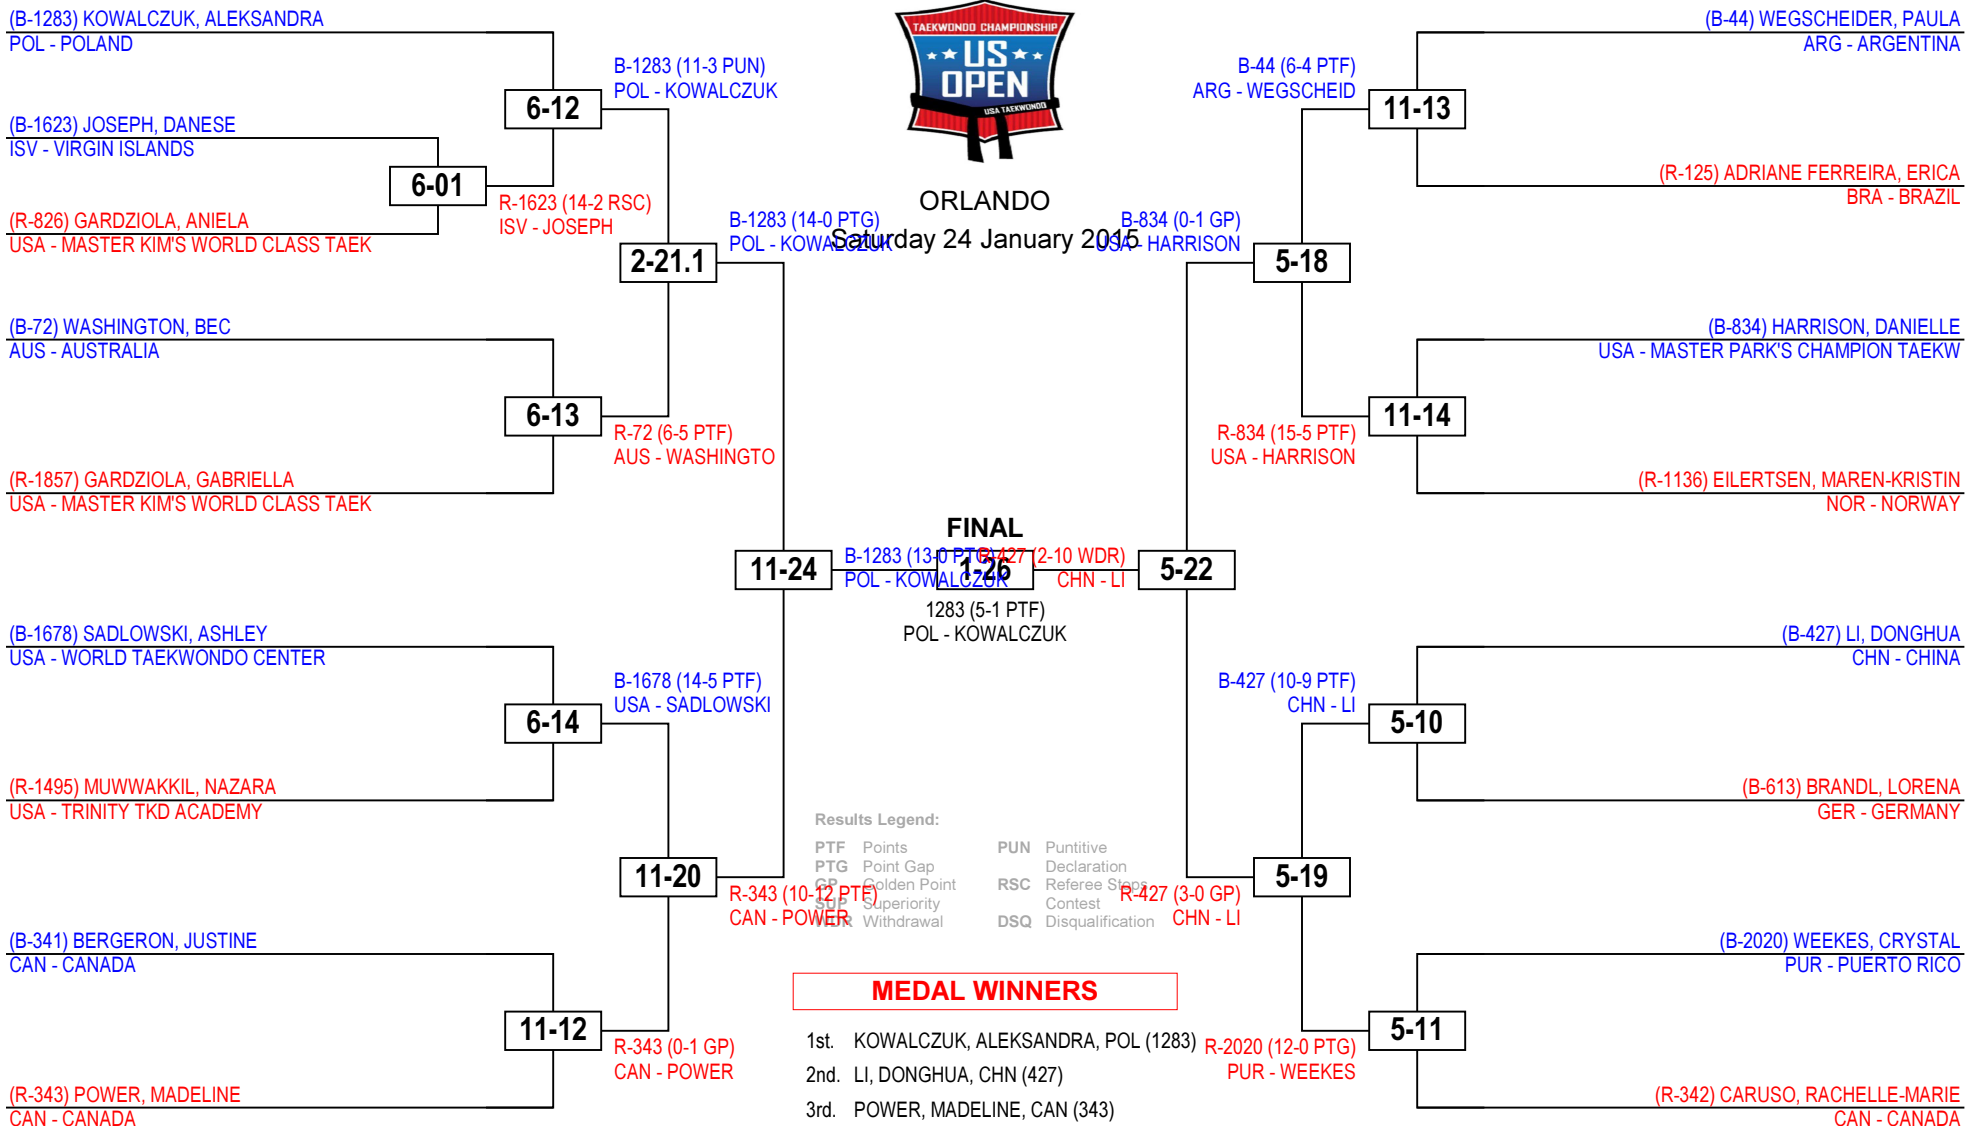 (B-1283) KOWALCZUK, ALEKSANDRA
POL - POLAND
(B-1623) JOSEPH, DANESE
ISV - VIRGIN ISLANDS
(R-826) GARDZIOLA, ANIELA
USA - MASTER KIM'S WORLD CLASS TAEK
(B-72) WASHINGTON, BEC
AUS - AUSTRALIA
(R-1857) GARDZIOLA, GABRIELLA
USA - MASTER KIM'S WORLD CLASS TAEK
(B-1678) SADLOWSKI, ASHLEY
USA - WORLD TAEKWONDO CENTER
(R-1495) MUWWAKKIL, NAZARA
USA - TRINITY TKD ACADEMY
(B-341) BERGERON, JUSTINE
CAN - CANADA
(R-343) POWER, MADELINE
CAN - CANADA
6-01
R-1623 (14-2 RSC)
ISV - JOSEPH
6-12
B-1283 (11-3 PUN)
POL - KOWALCZUK
6-13
R-72 (6-5 PTF)
AUS - WASHINGTO
6-14
B-1678 (14-5 PTF)
USA - SADLOWSKI
11-12
R-343 (0-1 GP)
CAN - POWER
2-21.1
B-1283 (14-0 PTG)
POL - KOWALCZUK
11-20
R-343 (10-12 PTF)
CAN - POWER
11-24
B-1283 (13-0 PTG)
POL - KOWALCZUK
TAEKWONDO CHAMPIONSHIP
US
OPEN
USA TAEKWONDO
ORLANDO
Saturday 24 January 2015
FINAL
1-26
1283 (5-1 PTF)
POL - KOWALCZUK
R-427 (2-10 WDR)
CHN - LI
5-22
B-834 (0-1 GP)
USA - HARRISON
5-18
R-427 (3-0 GP)
CHN - LI
5-19
B-44 (6-4 PTF)
ARG - WEGSCHEID
11-13
R-834 (15-5 PTF)
USA - HARRISON
11-14
B-427 (10-9 PTF)
CHN - LI
5-10
R-2020 (12-0 PTG)
PUR - WEEKES
5-11
(B-44) WEGSCHEIDER, PAULA
ARG - ARGENTINA
(R-125) ADRIANE FERREIRA, ERICA
BRA - BRAZIL
(B-834) HARRISON, DANIELLE
USA - MASTER PARK'S CHAMPION TAEKW
(R-1136) EILERTSEN, MAREN-KRISTIN
NOR - NORWAY
(B-427) LI, DONGHUA
CHN - CHINA
(B-613) BRANDL, LORENA
GER - GERMANY
(B-2020) WEEKES, CRYSTAL
PUR - PUERTO RICO
(R-342) CARUSO, RACHELLE-MARIE
CAN - CANADA
Results Legend:
PTF Points
PTG Point Gap
GP Golden Point
SUP Superiority
WDR Withdrawal
PUN Puntitive
Declaration
RSC Referee Stops
Contest
DSQ Disqualification
MEDAL WINNERS
1st. KOWALCZUK, ALEKSANDRA, POL (1283)
2nd. LI, DONGHUA, CHN (427)
3rd. POWER, MADELINE, CAN (343)